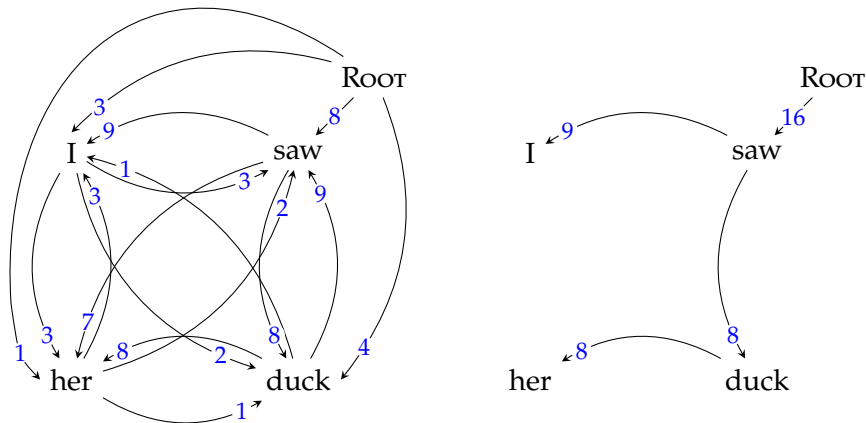 ROOT ROOT
3 8 16
9 9
I saw I saw
1 3
3 2 9
7
3 8 8
1 8 2 4 8
her duck her duck
1